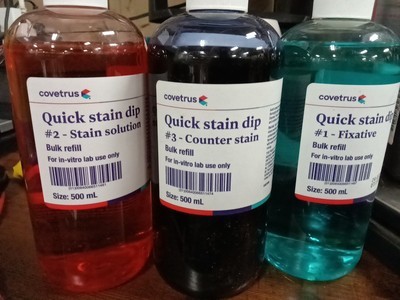 covetrus
Quick stain dip
#2 - Stain solution
Bulk refill
For in-vitro lab use only
Size: 500 mL
covetrus
Quick stain dip
#3 - Counter stain
Bulk refill
For in-vitro lab use only
Size: 500 mL
covetrus
Quick stain dip
#1 - Fixative
Bulk refill
For in-vitro lab use only
Size: 500 mL